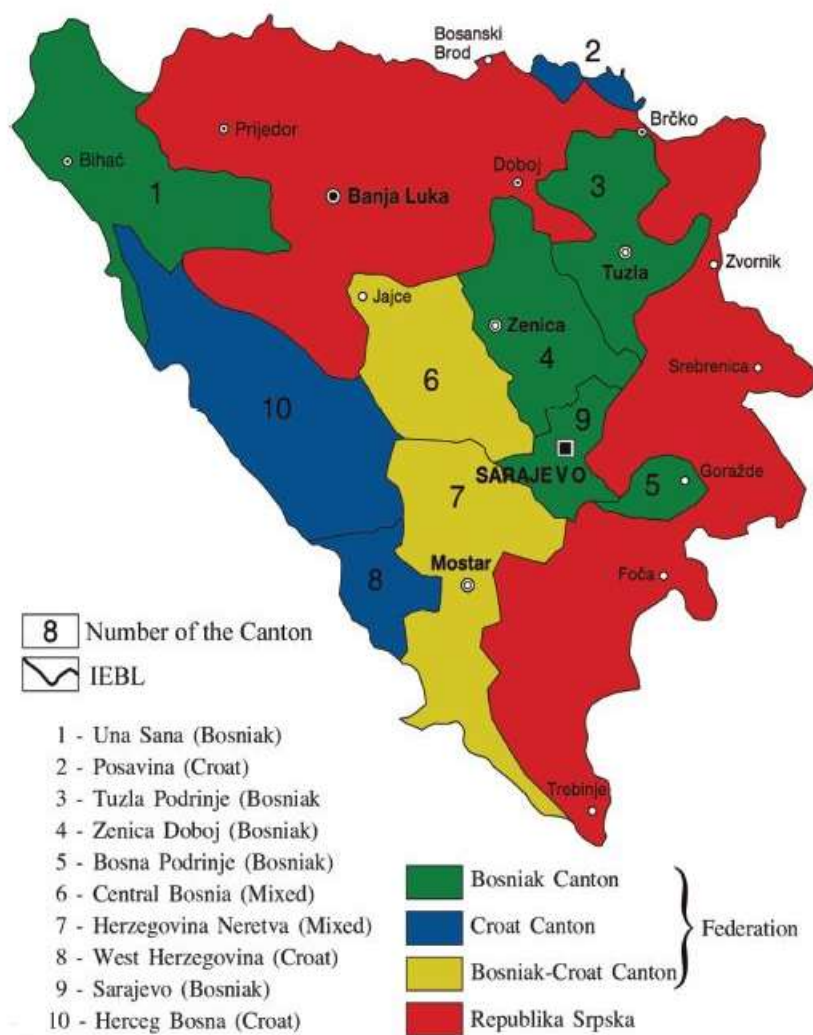 Bosanski
Brod
2
Brčko
Prijedor
Doboj
Bihać
3
1
Banja Luka
Zvornik
Tuzla
Jajce
Zenica
4
Srebrenica
6
10
9
SARAJEVO
Goražde
5
7
Mostar
Foča
8
8 Number of the Canton
IEBL
Trebinje
1 - Una Sana (Bosniak)
2 - Posavina (Croat)
3 - Tuzla Podrinje (Bosniak
4 - Zenica Doboj (Bosniak)
5 - Bosna Podrinje (Bosniak)
6 - Central Bosnia (Mixed)
7 - Herzegovina Neretva (Mixed)
8 - West Herzegovina (Croat)
9 - Sarajevo (Bosniak)
10 - Herceg Bosna (Croat)
Bosniak Canton
Croat Canton
Bosniak-Croat Canton
Federation
Republika Srpska